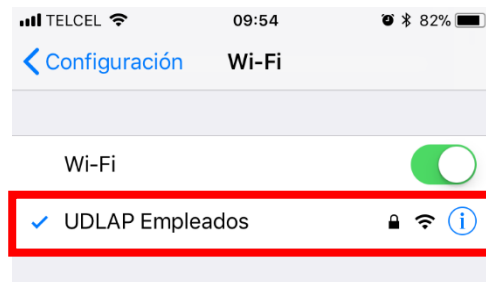 TELCEL 09:54 82%
Configuración Wi-Fi
Wi-Fi
UDLAP Empleados